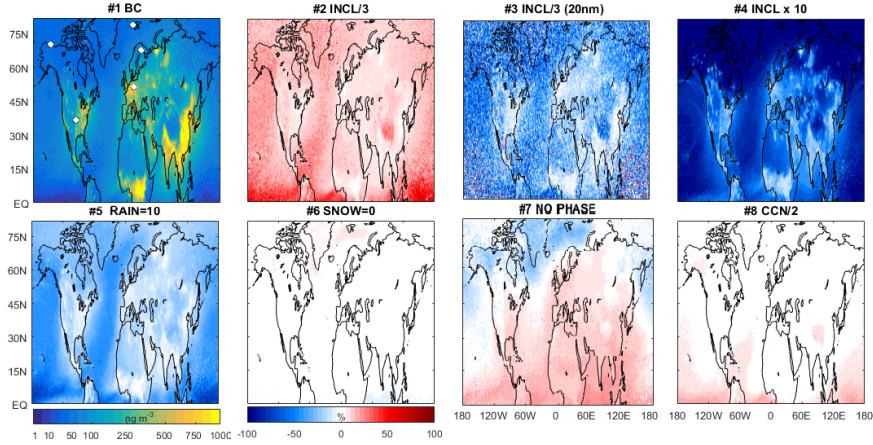 #1 BC
#2 INCL/3
#3 INCL/3 (20nm)
#4 INCL x 10
75N
60N
45N
30N
15N
EQ
#5 RAIN=10
#6 SNOW=0
#7 NO PHASE
#8 CCN/2
75N
60N
45N
30N
15N
EQ
ng m-3
1 10 50 100 250 500 750 1000
%
-100 -50 0 50 100
180 120W 60W 0 60E 120E 180
180 120W 60W 0 60E 120E 180